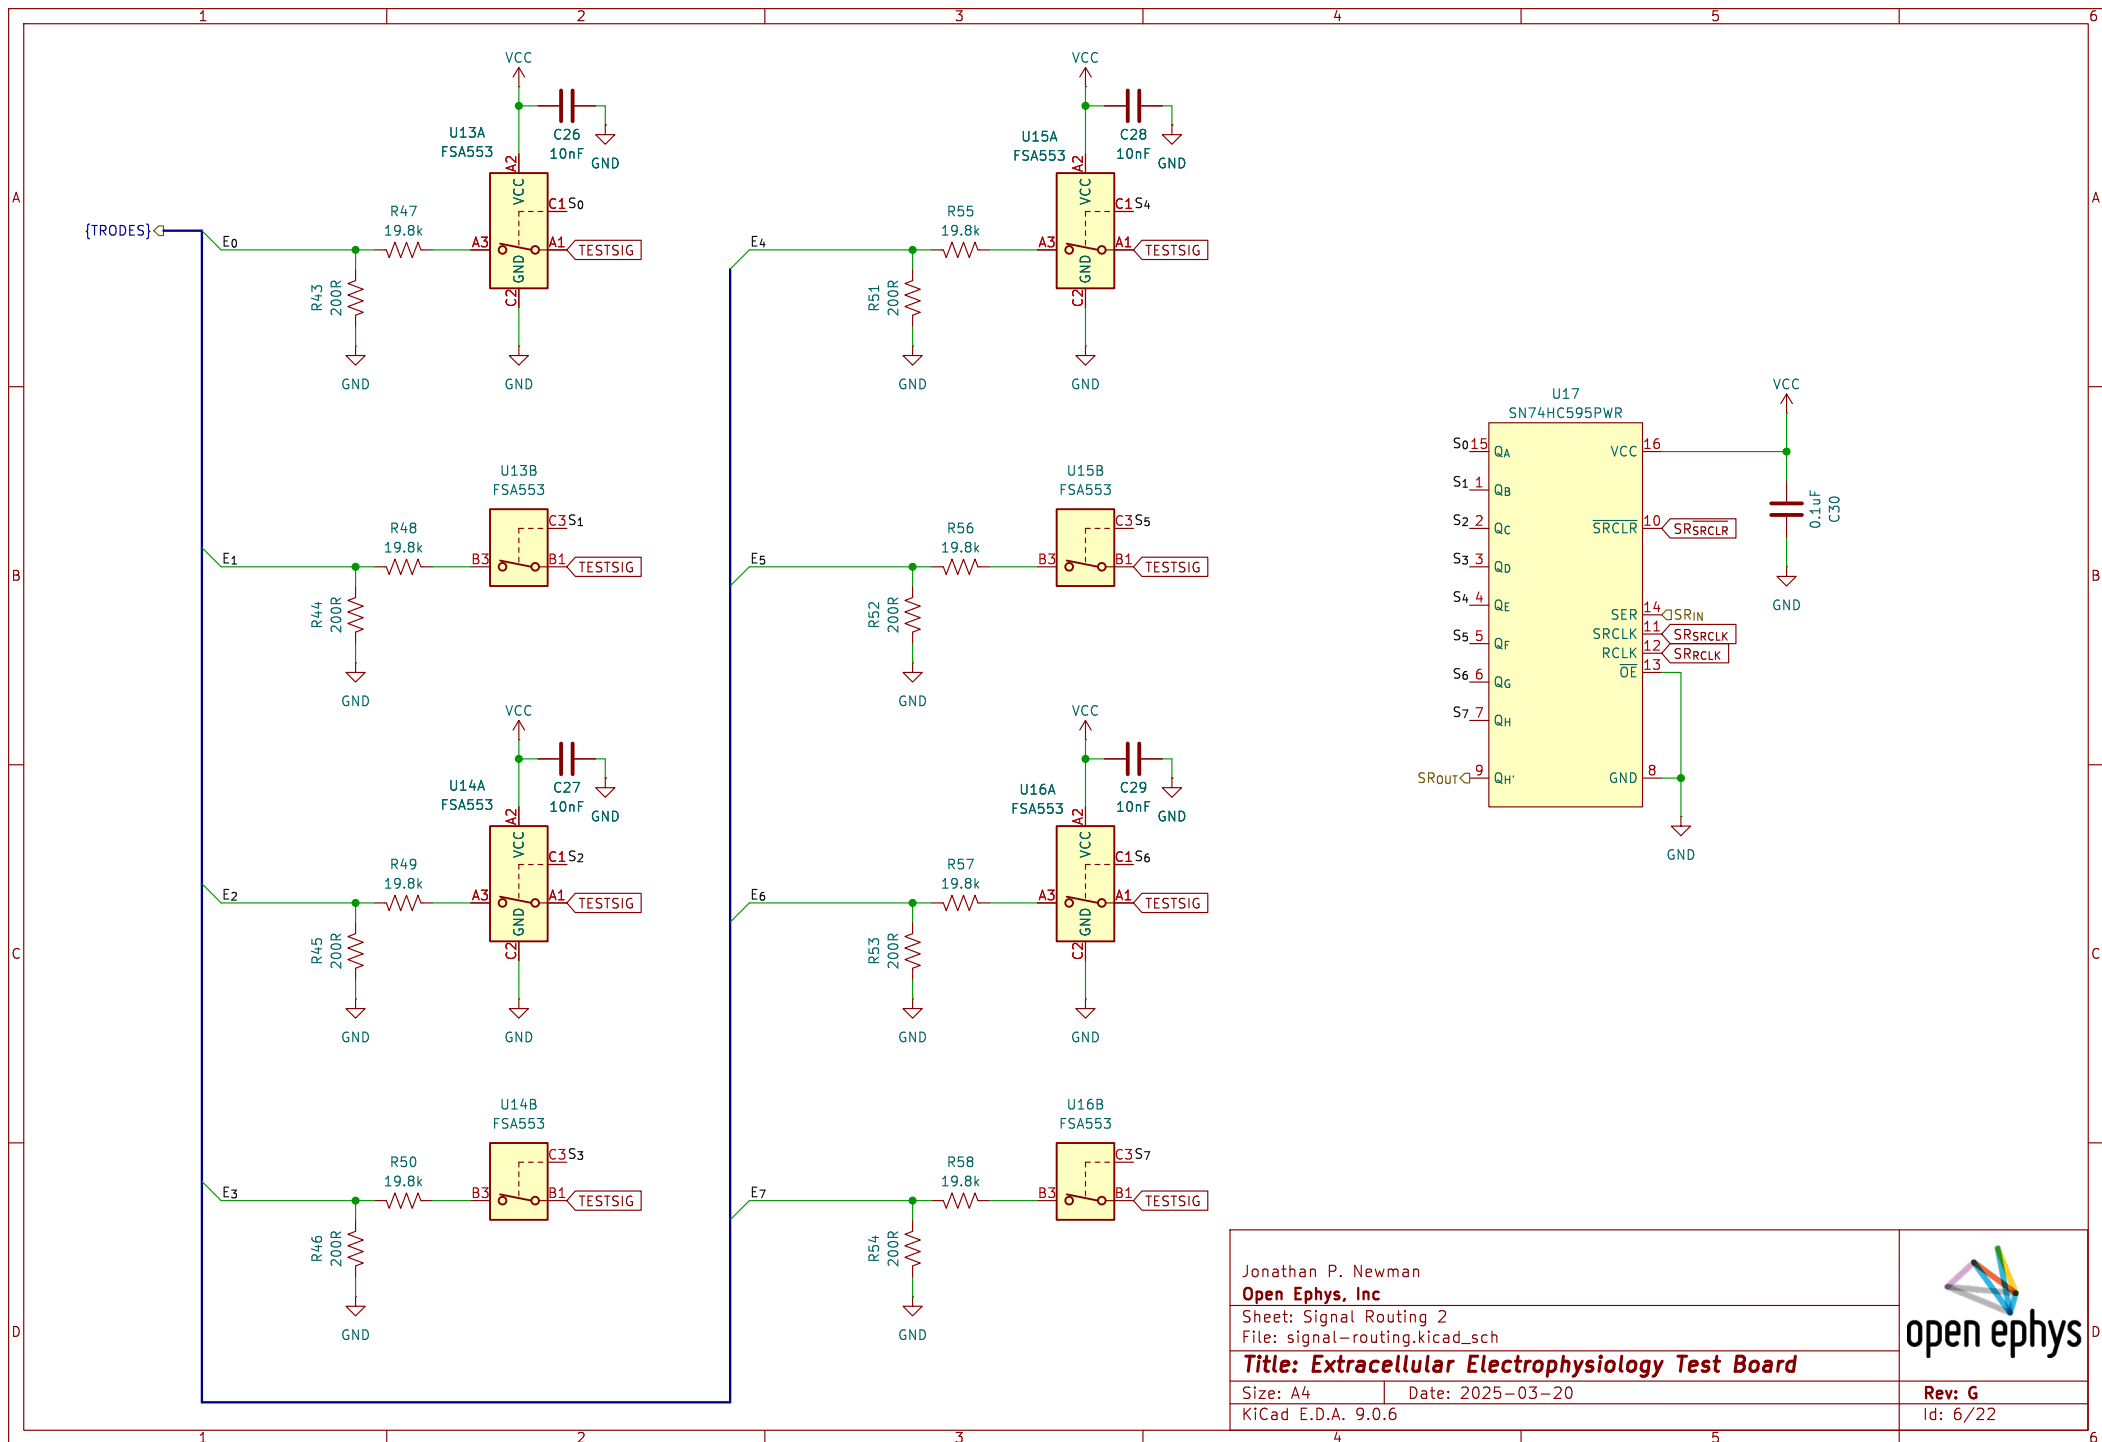 1 2 3 4 5 6
A
B
C
D
A
B
C
D
1 2 3 4 5 6
{TRODES}
VCC
C26
10nF
GND
U13A
FSA553
A2
VCC
C1 S0
E0
R47
19.8k
A3
A1
TESTSIG
GND
C2
R43
200R
GND
GND
U13B
FSA553
C3 S1
E1
R48
19.8k
B3
B1
TESTSIG
R44
200R
GND
VCC
C27
10nF
GND
U14A
FSA553
A2
VCC
C1 S2
E2
R49
19.8k
A3
A1
TESTSIG
GND
C2
R45
200R
GND
GND
U14B
FSA553
C3 S3
E3
R50
19.8k
B3
B1
TESTSIG
R46
200R
GND
VCC
C28
10nF
GND
U15A
FSA553
A2
VCC
C1 S4
E4
R55
19.8k
A3
A1
TESTSIG
GND
C2
R51
200R
GND
GND
U15B
FSA553
C3 S5
E5
R56
19.8k
B3
B1
TESTSIG
R52
200R
GND
VCC
C29
10nF
GND
U16A
FSA553
A2
VCC
C1 S6
E6
R57
19.8k
A3
A1
TESTSIG
GND
C2
R53
200R
GND
GND
U16B
FSA553
C3 S7
E7
R58
19.8k
B3
B1
TESTSIG
R54
200R
GND
U17
SN74HC595PWR
S0 15 QA
S1 1 QB
S2 2 QC
S3 3 QD
S4 4 QE
S5 5 QF
S6 6 QG
S7 7 QH
SROUT 9 QH'
VCC 16
SRCLR 10 SRSRCLR
SER 14 SRIN
SRCLK 11 SRSRCLK
RCLK 12 SRRCLK
OE 13
GND 8
GND
VCC
0.1uF
C30
GND
Jonathan P. Newman
Open Ephys, Inc
Sheet: Signal Routing 2
File: signal-routing.kicad_sch
Title: Extracellular Electrophysiology Test Board
Size: A4 Date: 2025-03-20
Rev: G
KiCad E.D.A. 9.0.6
Id: 6/22
open ephys